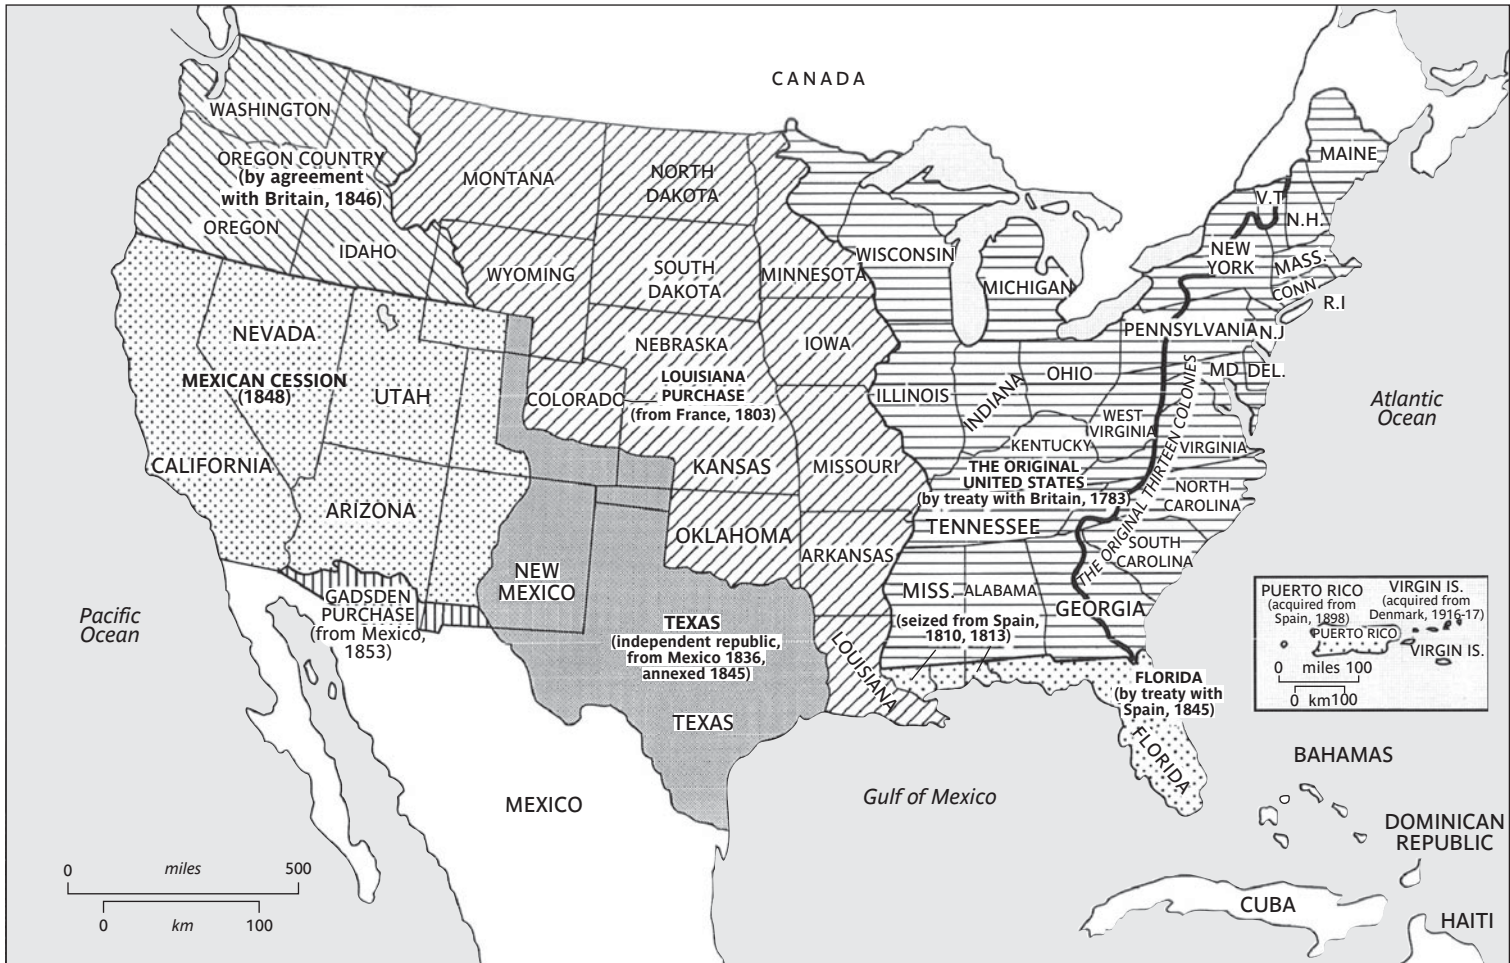 CANADA
WASHINGTON
OREGON COUNTRY
(by agreement
with Britain, 1846)
OREGON
IDAHO
MONTANA
NORTH
DAKOTA
WYOMING
SOUTH
DAKOTA
MINNESOTA
WISCONSIN
MICHIGAN
MAINE
V.T
N.H.
NEW
YORK
MASS.
CONN.
R.I
NEVADA
MEXICAN CESSION
(1848)
UTAH
CALIFORNIA
ARIZONA
NEBRASKA
LOUISIANA
PURCHASE
(from France, 1803)
COLORADO
KANSAS
IOWA
MISSOURI
ILLINOIS
INDIANA
OHIO
PENNSYLVANIA
N.J
MD
DEL.
WEST
VIRGINIA
VIRGINIA
KENTUCKY
THE ORIGINAL
UNITED STATES
(by treaty with Britain, 1783)
THE ORIGINAL THIRTEEN COLONIES
NORTH
CAROLINA
TENNESSEE
SOUTH
CAROLINA
OKLAHOMA
ARKANSAS
Atlantic
Ocean
Pacific
Ocean
GADSDEN
PURCHASE
(from Mexico,
1853)
NEW
MEXICO
TEXAS
(independent republic,
from Mexico 1836,
annexed 1845)
TEXAS
MISS.
ALABAMA
GEORGIA
(seized from Spain,
1810, 1813)
LOUISIANA
FLORIDA
(by treaty with
Spain, 1845)
FLORIDA
PUERTO RICO
(acquired from
Spain, 1898)
VIRGIN IS.
(acquired from
Denmark, 1916-17)
PUERTO RICO
VIRGIN IS.
0 miles 100
0 km100
MEXICO
Gulf of Mexico
BAHAMAS
DOMINICAN
REPUBLIC
CUBA
HAITI
0 miles 500
0 km 100